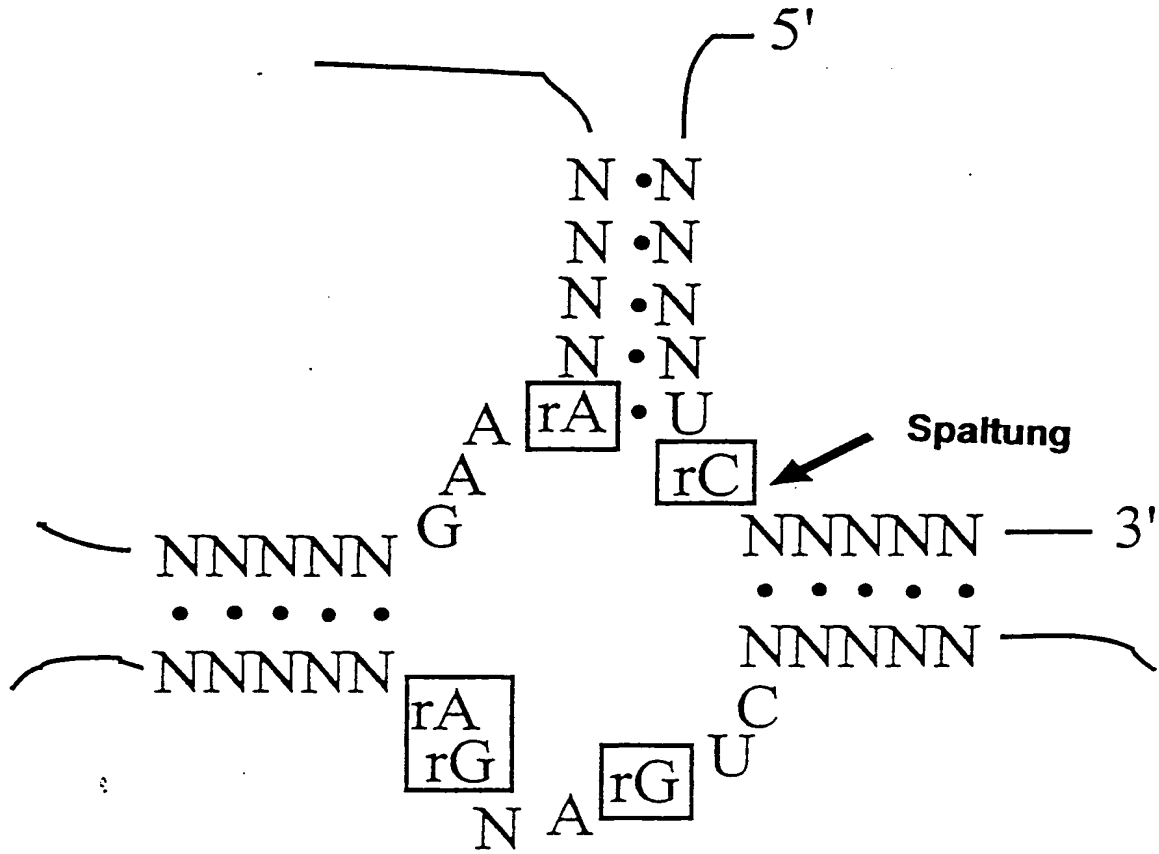 5'
N • N
N • N
N • N
N • N
A rA • U
A rC Spaltung
G
NNNNN NNNNN 3'
• • • • • • • • • •
NNNNN NNNNN
rA C
rG rG U
N A